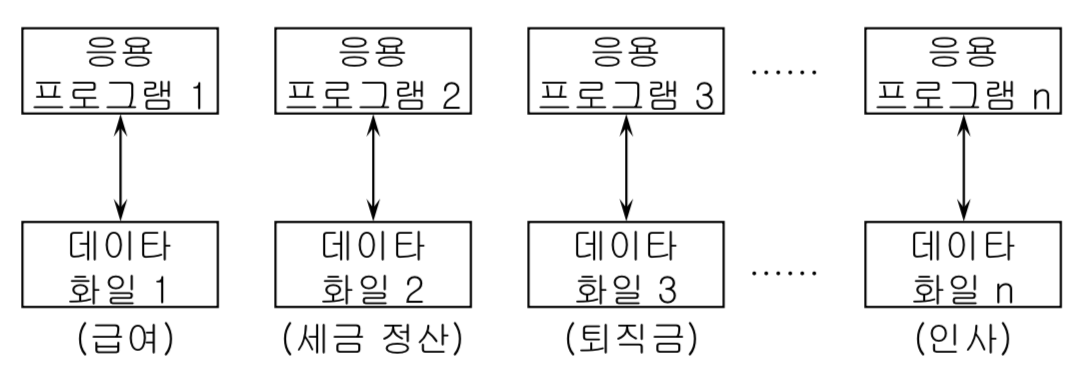 응용
프로그램 1
응용
프로그램 2
응용
프로그램 3
......
응용
프로그램 n
데이타
화일 1
데이타
화일 2
데이타
화일 3
......
데이타
화일 n
(급여)
(세금 정산)
(퇴직금)
(인사)